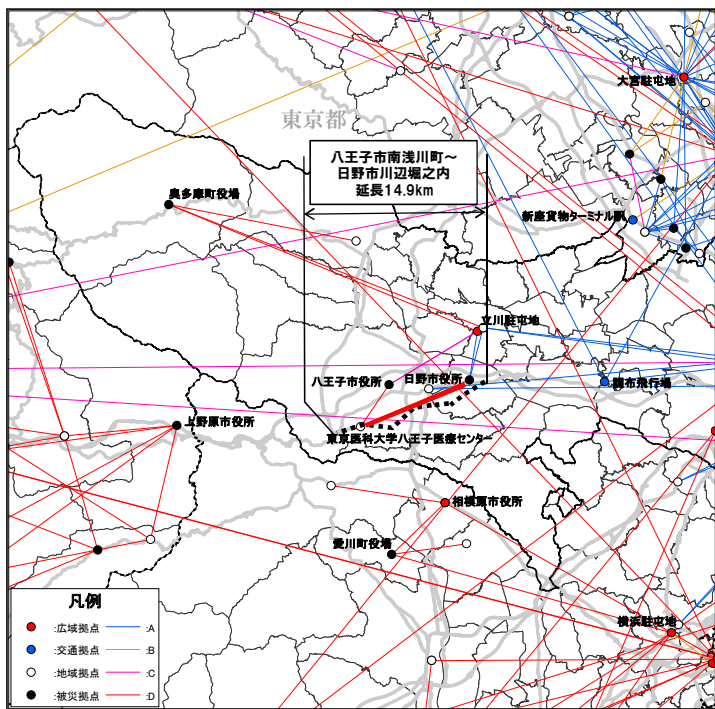 大宮駐屯地
東京都
八王子市南浅川町～
日野市川辺堀之内
延長14.9km
奥多摩町役場
新座貨物ターミナル駅
立川駐屯地
八王子市役所
日野市役所
調布飛行場
上野原市役所
東京医科大学八王子医療センター
相模原市役所
愛川町役場
横浜駐屯地
凡例
:広域拠点
:A
:交通拠点
:B
:地域拠点
:C
:被災拠点
:D